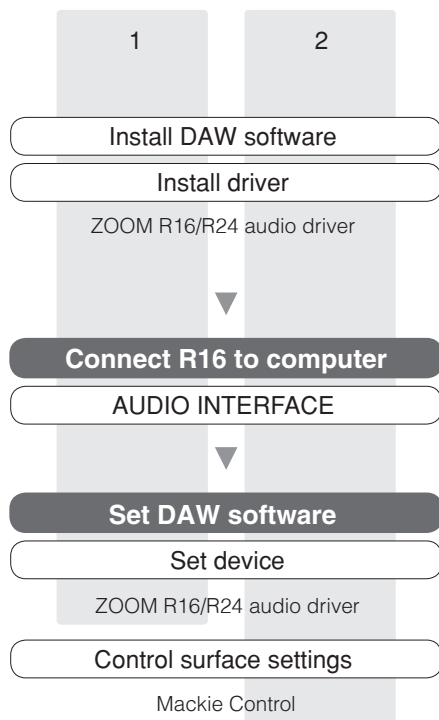 1 2
Install DAW software
Install driver
ZOOM R16/R24 audio driver
Connect R16 to computer
AUDIO INTERFACE
Set DAW software
Set device
ZOOM R16/R24 audio driver
Control surface settings
Mackie Control